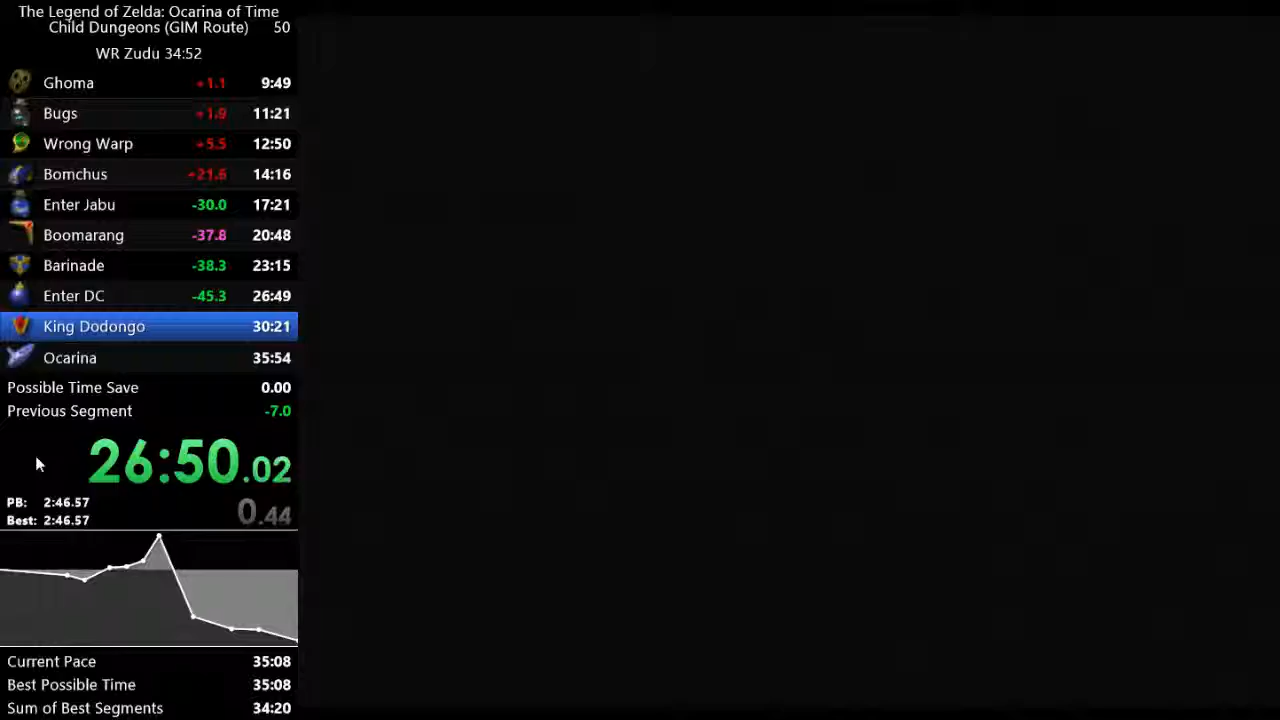 The Legend of Zelda: Ocarina of Time
Child Dungeons (GIM Route) 50
WR Zudu 34:52
Ghoma +1.1 9:49
Bugs +1.9 11:21
Wrong Warp +5.5 12:50
Bomchus +21.6 14:16
Enter Jabu -30.0 17:21
Boomarang -37.8 20:48
Barinade -38.3 23:15
Enter DC -45.3 26:49
King Dodongo 30:21
Ocarina 35:54
Possible Time Save 0.00
Previous Segment -7.0
26:50.02
PB: 2:46.57
Best: 2:46.57
0.44
Current Pace 35:08
Best Possible Time 35:08
Sum of Best Segments 34:20